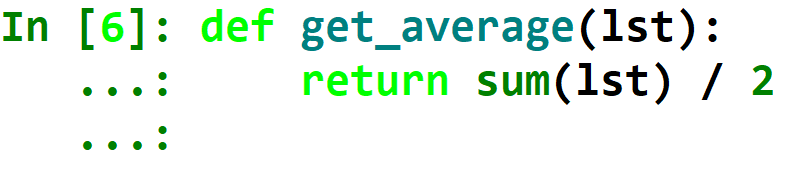 In [6]: def get_average(lst):
   ...:     return sum(lst) / 2
   ...: